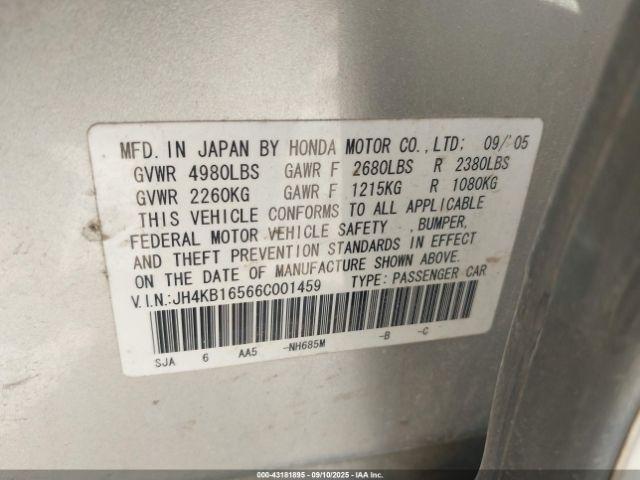 MFD. IN JAPAN BY HONDA MOTOR CO.,LTD; 09/'05
GVWR 4980LBS GAWR F 2680LBS R 2380LBS
GVWR 2260KG GAWR F 1215KG R 1080KG
THIS VEHICLE CONFORMS TO ALL APPLICABLE
FEDERAL MOTOR VEHICLE SAFETY ,BUMPER,
AND THEFT PREVENTION STANDARDS IN EFFECT
ON THE DATE OF MANUFACTURE SHOWN ABOVE.
V.I.N.:JH4KB16566C001459 TYPE: PASSENGER CAR
SJA 6 AA5 -NH685M -B -C
000-43181895 - 09/10/2025 - IAA Inc.